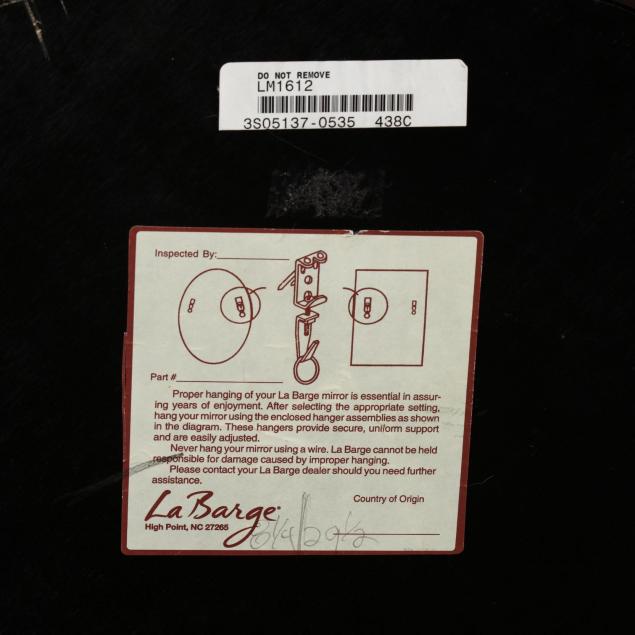 DO NOT REMOVE
LM1612
3S05137-0535 438C
Inspected By:
Part #
Proper hanging of your La Barge mirror is essential in assur-
ing years of enjoyment. After selecting the appropriate setting,
hang your mirror using the enclosed hanger assemblies as shown
in the diagram. These hangers provide secure, uniform support
and are easily adjusted.
Never hang your mirror using a wire. La Barge cannot be held
responsible for damage caused by improper hanging.
Please contact your La Barge dealer should you need further
assistance.
La Barge
Country of Origin
High Point, NC 27265